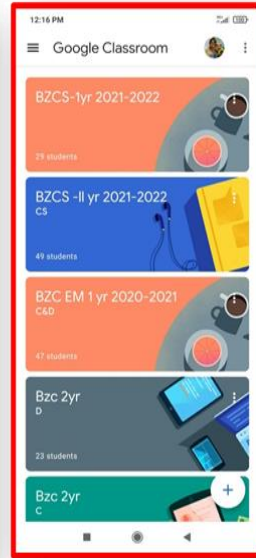 12:16 PM
Google Classroom
BZCS-1yr 2021-2022
29 students
BZCS -II yr 2021-2022
CS
49 students
BZC EM 1 yr 2020-2021
C&D
47 students
Bzc 2yr
D
23 students
Bzc 2yr
C